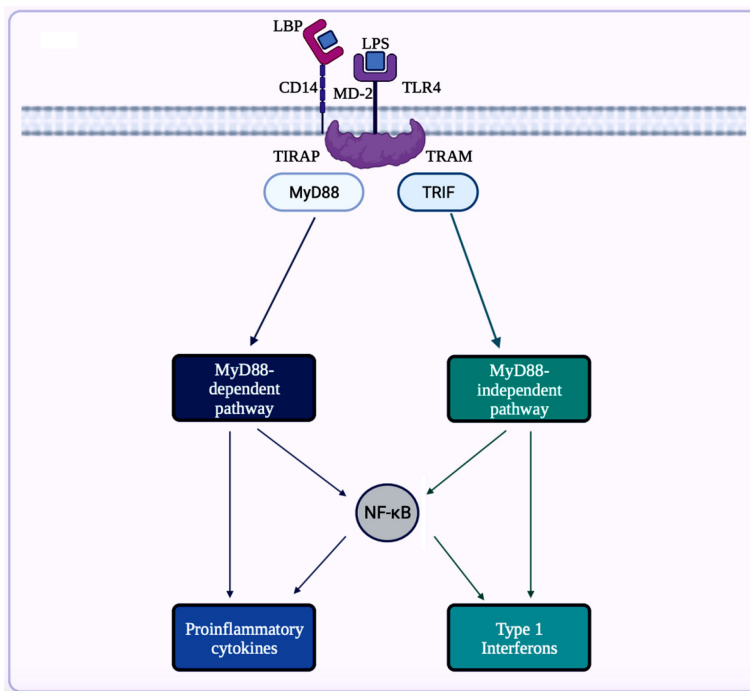 LBP
LPS
CD14
MD-2
TLR4
TIRAP
TRAM
MyD88
TRIF
MyD88-
dependent
pathway
MyD88-
independent
pathway
NF-κB
Proinflammatory
cytokines
Type 1
Interferons